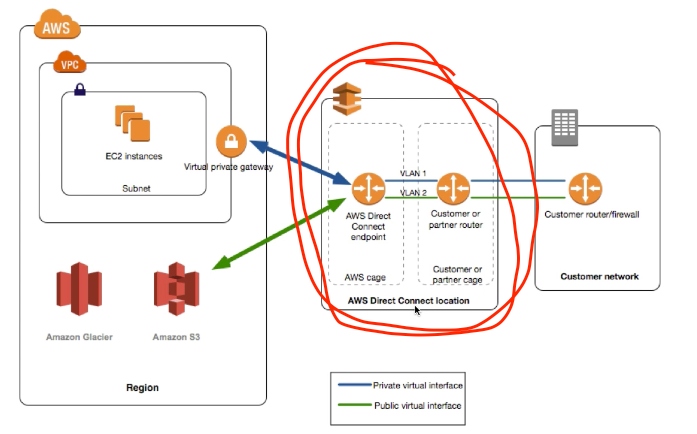 AWS
VPC
EC2 instances
Subnet
Virtual private gateway
Amazon Glacier
Amazon S3
Region
VLAN 1
VLAN 2
AWS Direct
Connect
endpoint
Customer or
partner router
AWS cage
Customer or
partner cage
AWS Direct Connect location
Customer router/firewall
Customer network
Private virtual interface
Public virtual interface